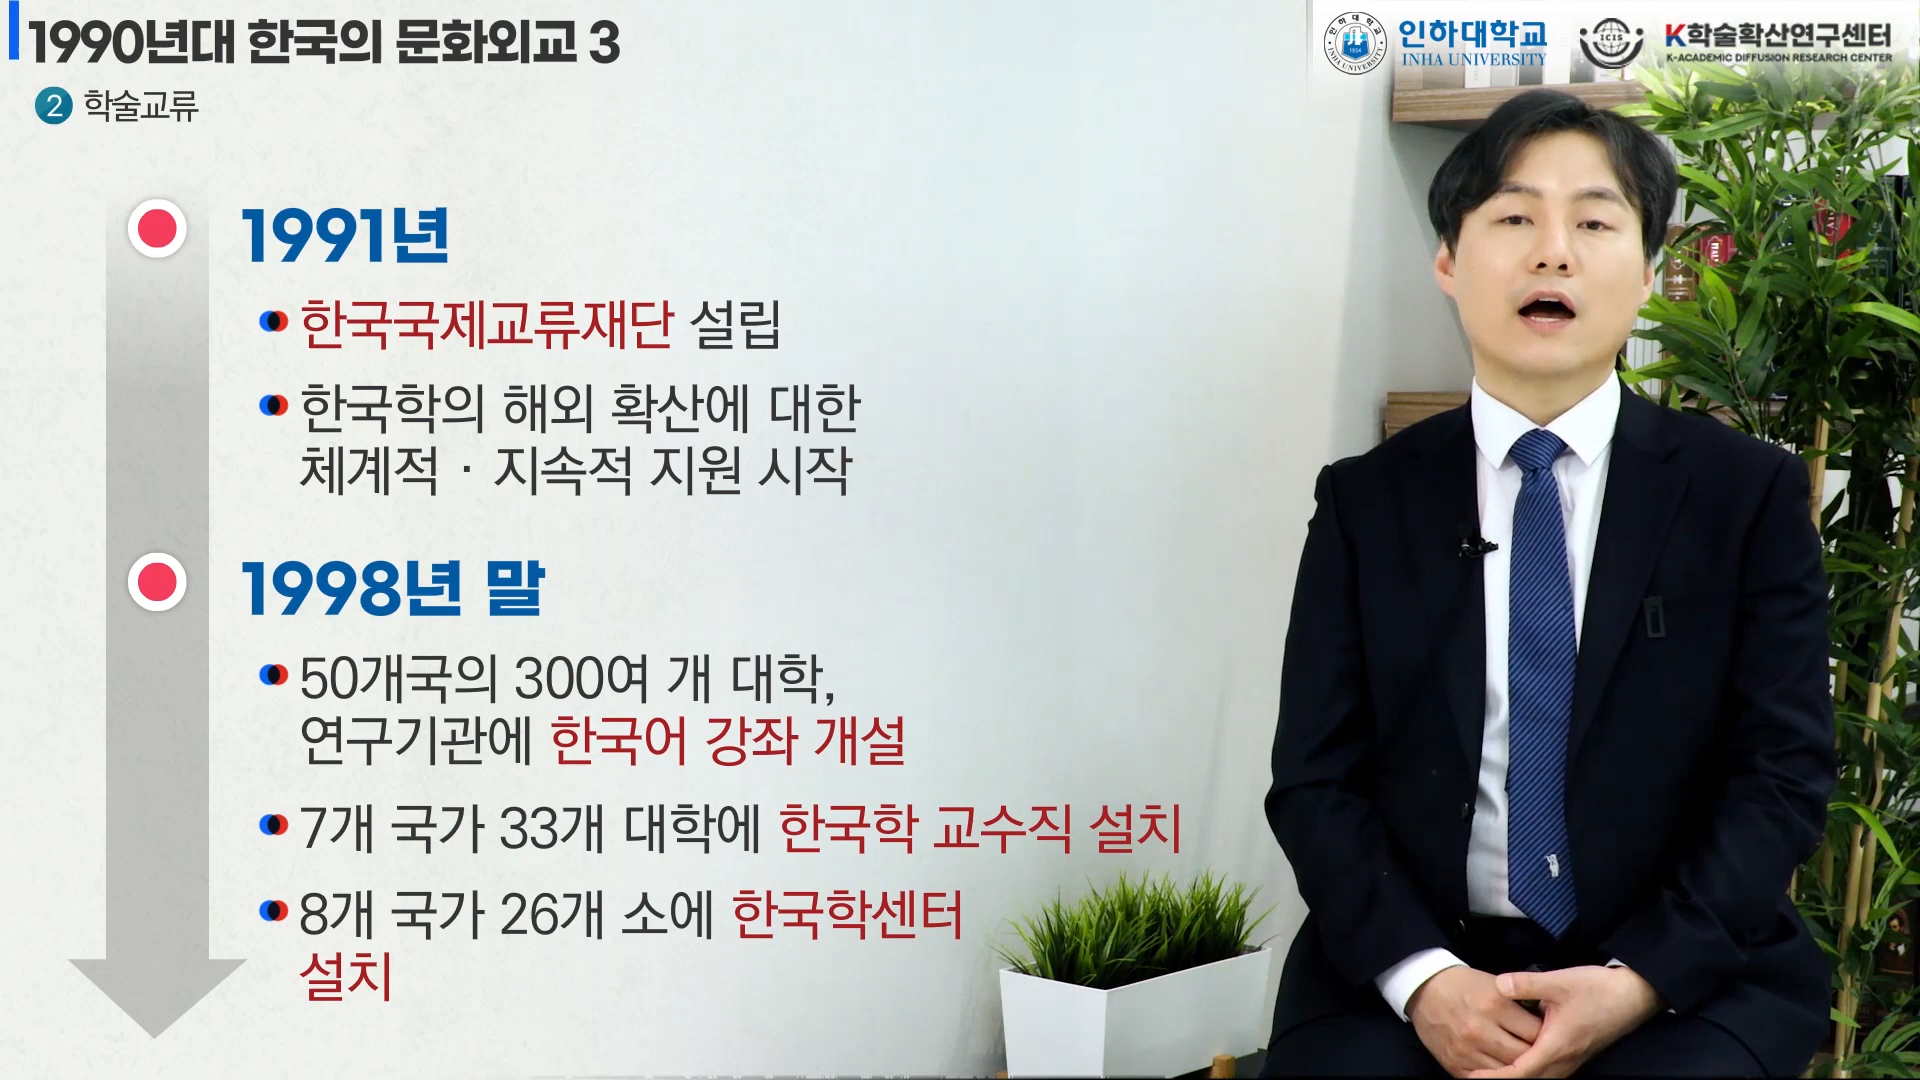 1990년대 한국의 문화외교 3
2 학술교류
인하대학교
INHA UNIVERSITY
1954
INHA UNIVERSITY
ICIS
K학술확산연구센터
K-ACADEMIC DIFFUSION RESEARCH CENTER
1991년
한국국제교류재단 설립
한국학의 해외 확산에 대한
체계적 · 지속적 지원 시작
1998년 말
50개국의 300여 개 대학,
연구기관에 한국어 강좌 개설
7개 국가 33개 대학에 한국학 교수직 설치
8개 국가 26개 소에 한국학센터
설치